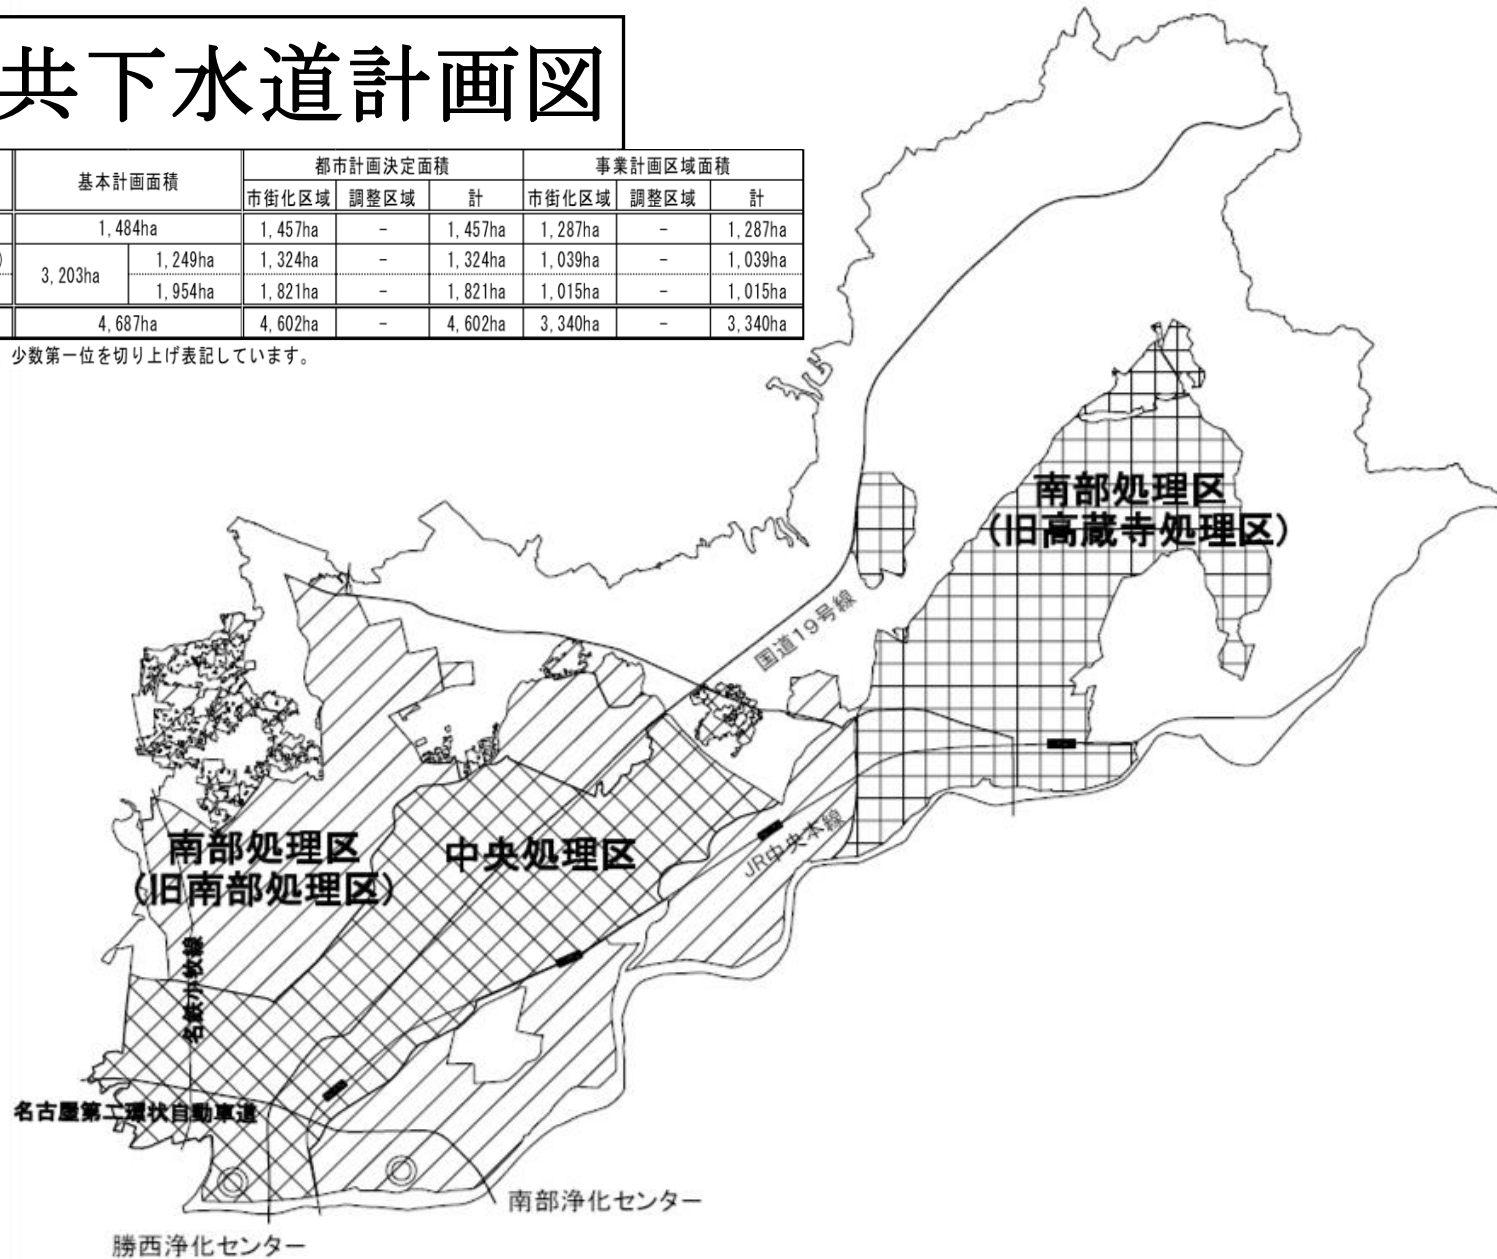 共下水道計画図
基本計画面積 都市計画決定面積 事業計画区域面積
市街化区域 調整区域 計 市街化区域 調整区域 計
1,484ha 1,457ha - 1,457ha 1,287ha - 1,287ha
) 3,203ha 1,249ha 1,324ha - 1,324ha 1,039ha - 1,039ha
1,954ha 1,821ha - 1,821ha 1,015ha - 1,015ha
4,687ha 4,602ha - 4,602ha 3,340ha - 3,340ha
少数第一位を切り上げ表記しています。
南部処理区
(旧高蔵寺処理区)
国道19号線
南部処理区
(旧南部処理区)
中央処理区
JR中央本線
名鉄小牧線
名古屋第二環状自動車道
南部浄化センター
勝西浄化センター